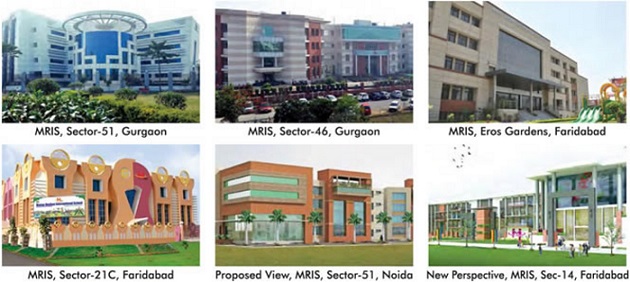 MRIS, Sector-51, Gurgaon
MRIS, Sector-46, Gurgaon
MRIS, Eros Gardens, Faridabad
MRIS, Sector-21C, Faridabad
Proposed View, MRIS, Sector-51, Noida
New Perspective, MRIS, Sec-14, Faridabad